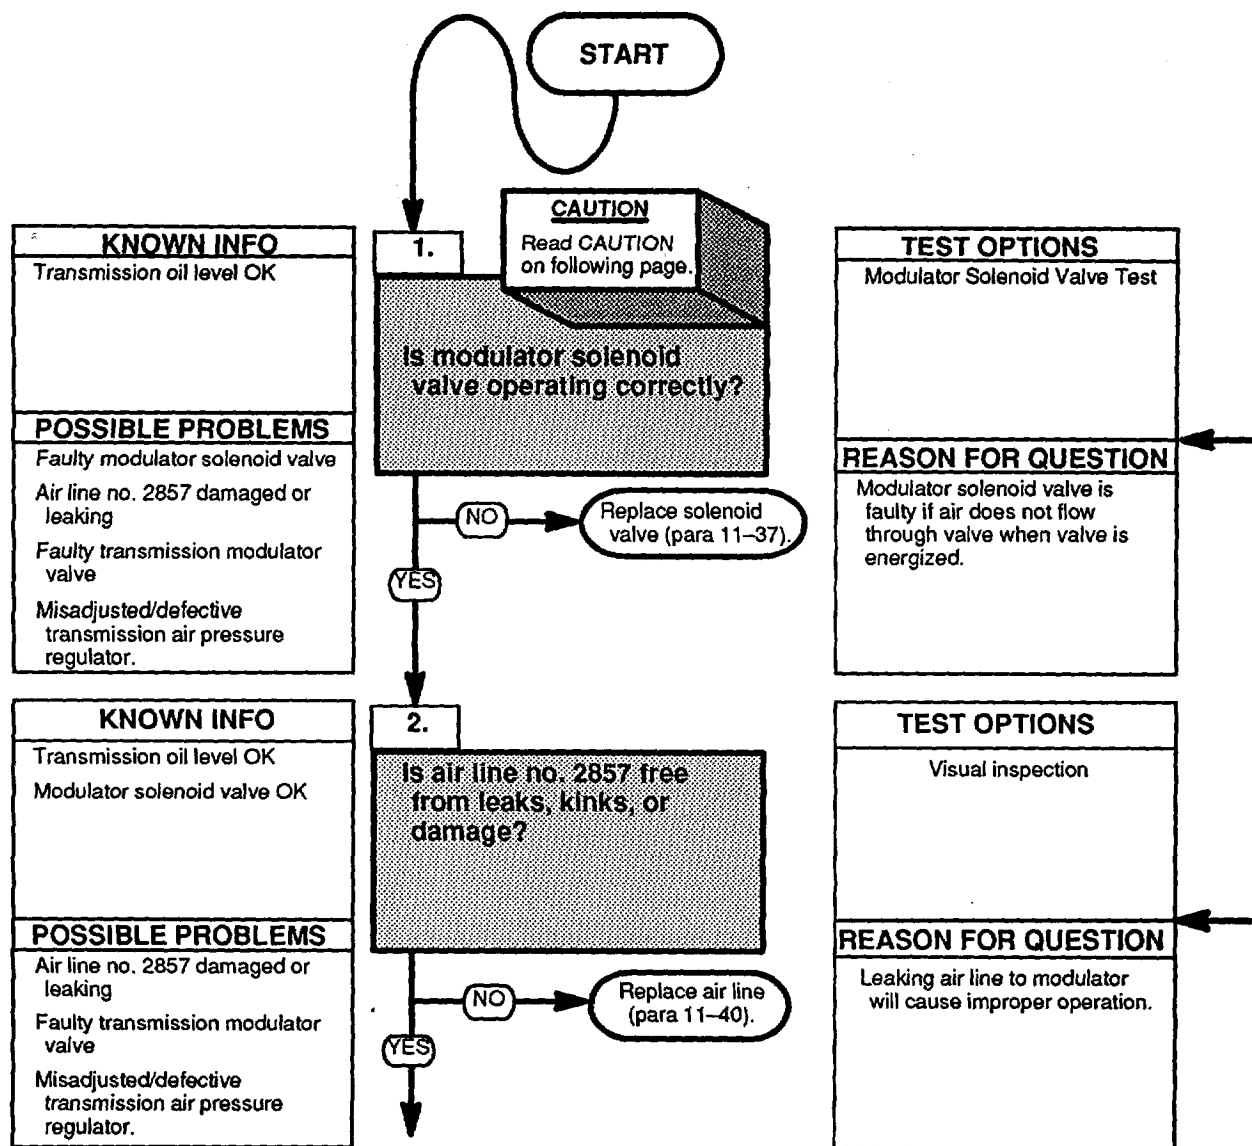 START
CAUTION
Read CAUTION
on following page.
1.
Is modulator solenoid
valve operating correctly?
KNOWN INFO
Transmission oil level OK
POSSIBLE PROBLEMS
Faulty modulator solenoid valve
Air line no. 2857 damaged or
leaking
Faulty transmission modulator
valve
Misadjusted/defective
transmission air pressure
regulator.
TEST OPTIONS
Modulator Solenoid Valve Test
REASON FOR QUESTION
Modulator solenoid valve is
faulty if air does not flow
through valve when valve is
energized.
NO
Replace solenoid
valve (para 11–37).
YES
KNOWN INFO
Transmission oil level OK
Modulator solenoid valve OK
POSSIBLE PROBLEMS
Air line no. 2857 damaged or
leaking
Faulty transmission modulator
valve
Misadjusted/defective
transmission air pressure
regulator.
2.
Is air line no. 2857 free
from leaks, kinks, or
damage?
TEST OPTIONS
Visual inspection
REASON FOR QUESTION
Leaking air line to modulator
will cause improper operation.
NO
Replace air line
(para 11–40).
YES